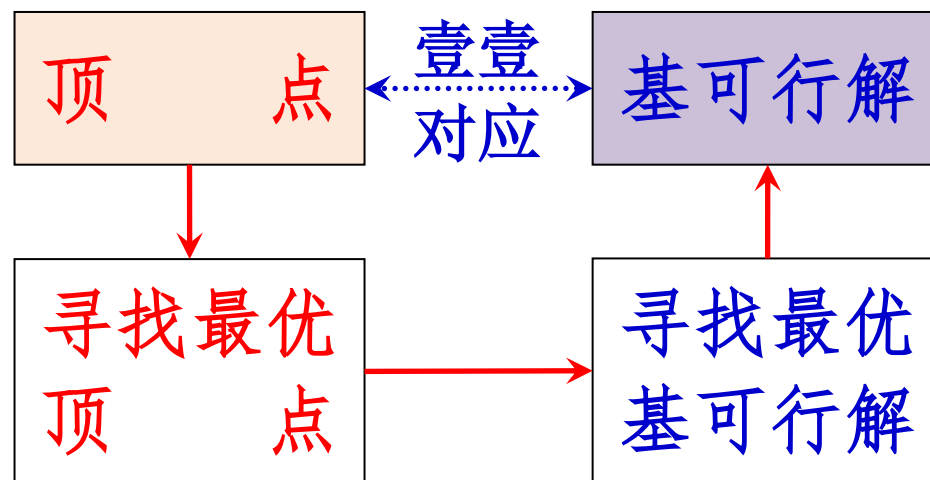 顶 点
壹壹
对应
基可行解
寻找最优
顶 点
寻找最优
基可行解